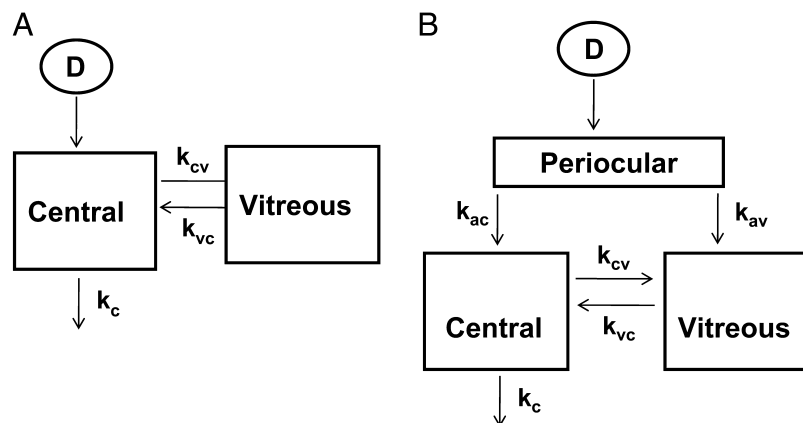 A
D
Central
k_cv
k_vc
Vitreous
k_c
B
D
Periocular
k_ac
k_av
Central
k_cv
k_vc
Vitreous
k_c